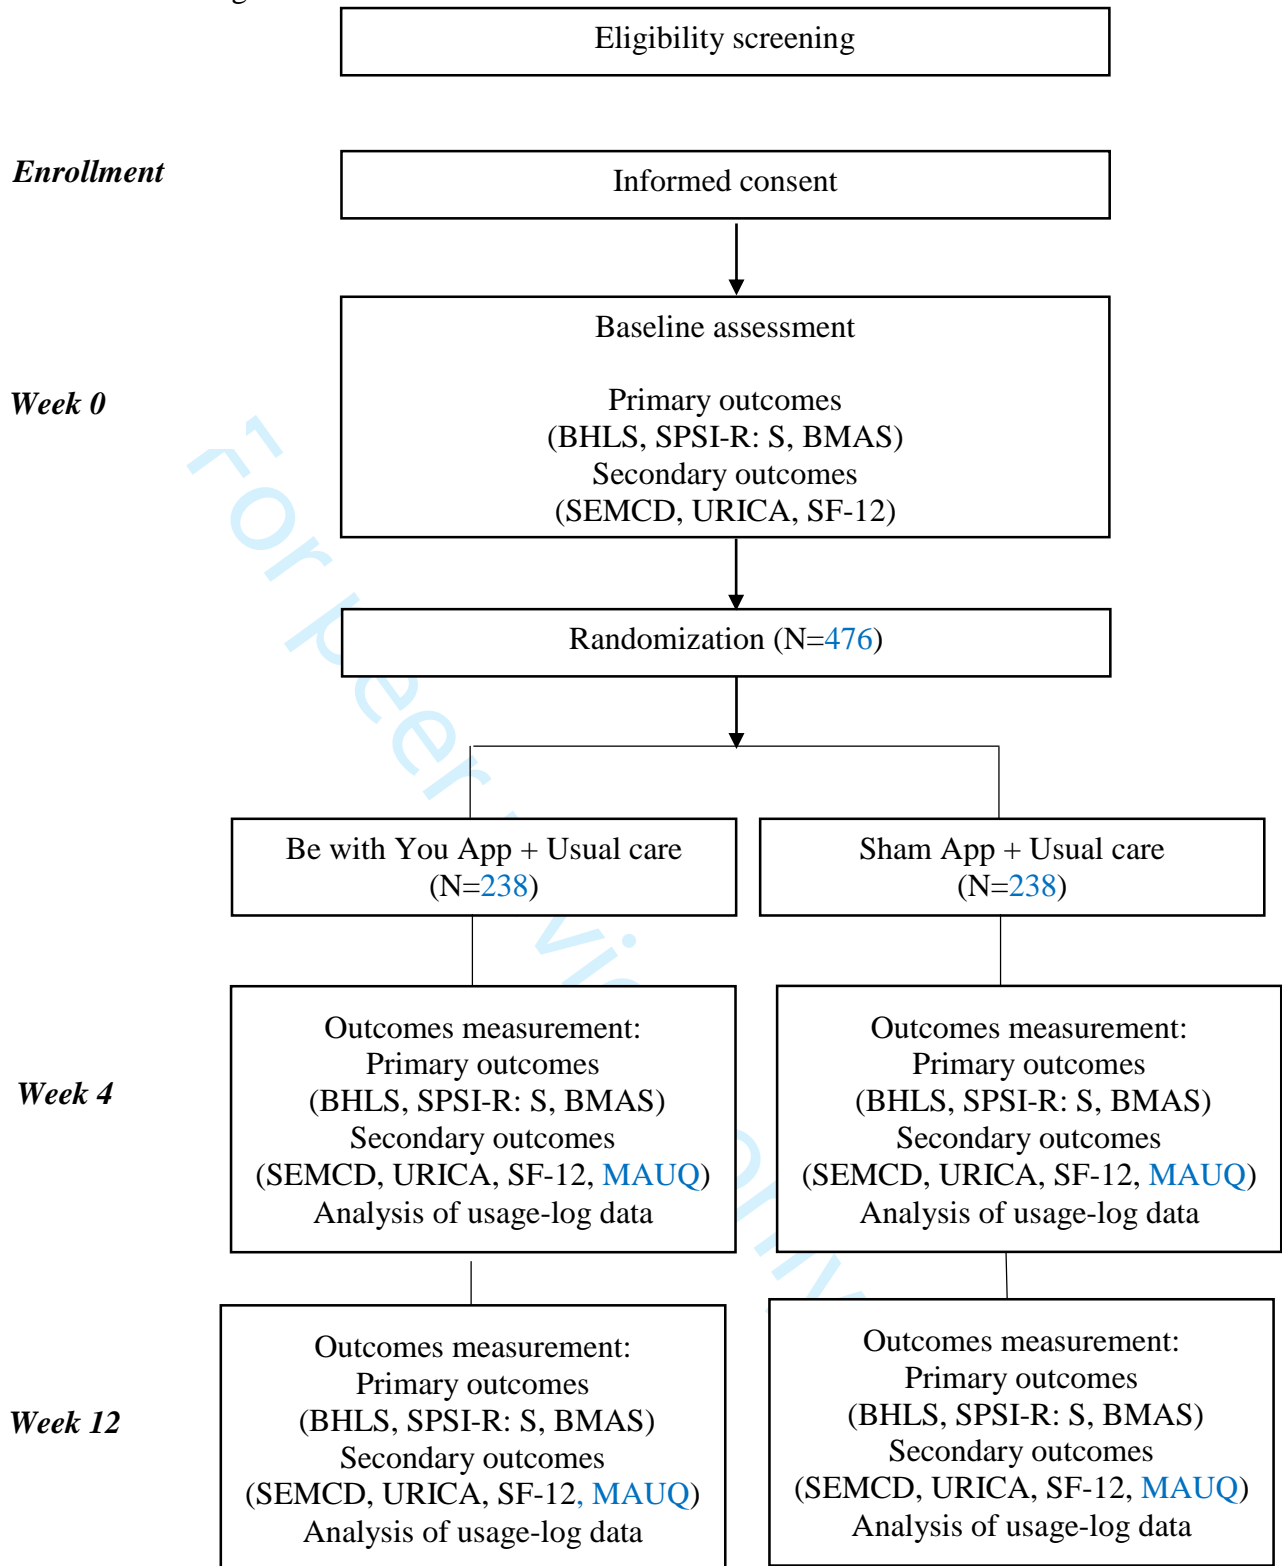 Eligibility screening
Enrollment
Informed consent
Baseline assessment
Week 0
Primary outcomes
(BHLS, SPSI-R: S, BMAS)
Secondary outcomes
(SEMCD, URICA, SF-12)
Randomization (N=476)
Be with You App + Usual care
(N=238)
Sham App + Usual care
(N=238)
Week 4
Outcomes measurement:
Primary outcomes
(BHLS, SPSI-R: S, BMAS)
Secondary outcomes
(SEMCD, URICA, SF-12, MAUQ)
Analysis of usage-log data
Outcomes measurement:
Primary outcomes
(BHLS, SPSI-R: S, BMAS)
Secondary outcomes
(SEMCD, URICA, SF-12, MAUQ)
Analysis of usage-log data
Week 12
Outcomes measurement:
Primary outcomes
(BHLS, SPSI-R: S, BMAS)
Secondary outcomes
(SEMCD, URICA, SF-12, MAUQ)
Analysis of usage-log data
Outcomes measurement:
Primary outcomes
(BHLS, SPSI-R: S, BMAS)
Secondary outcomes
(SEMCD, URICA, SF-12, MAUQ)
Analysis of usage-log data